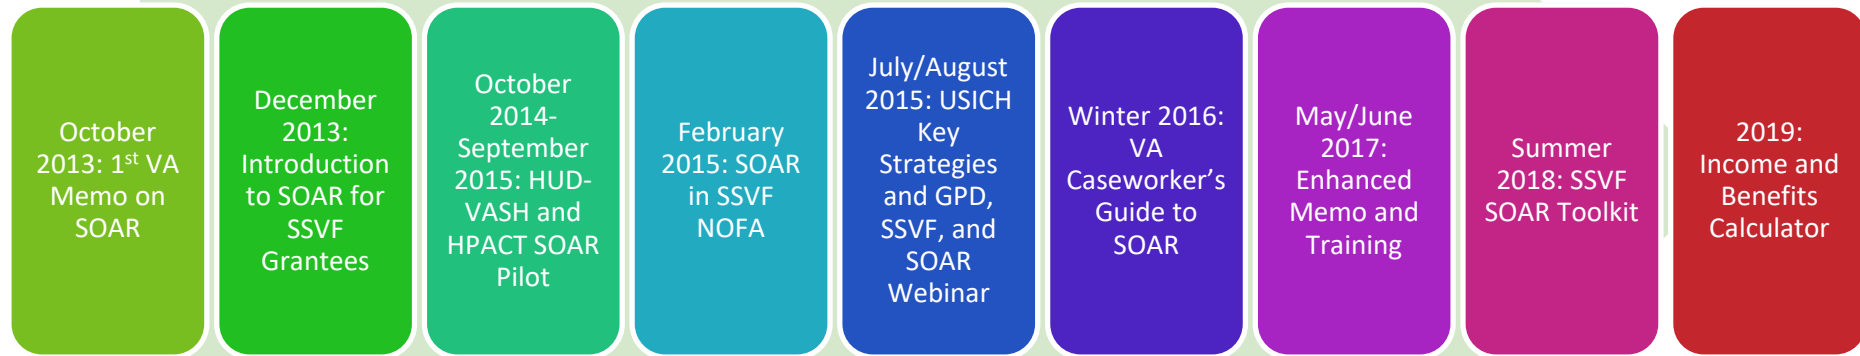 October
2013: 1st VA
Memo on
SOAR
December
2013:
Introduction
to SOAR for
SSVF
Grantees
October
2014-
September
2015: HUD-
VASH and
HPACT SOAR
Pilot
February
2015: SOAR
in SSVF
NOFA
July/August
2015: USICH
Key
Strategies
and GPD,
SSVF, and
SOAR
Webinar
Winter 2016:
VA
Caseworker’s
Guide to
SOAR
May/June
2017:
Enhanced
Memo and
Training
Summer
2018: SSVF
SOAR Toolkit
2019:
Income and
Benefits
Calculator